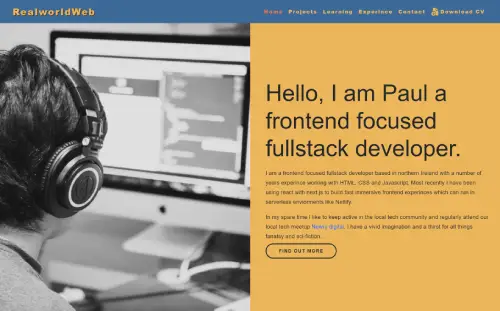 RealworldWeb
Home Projects Learning Experince Contact Download CV
Hello, I am Paul a
frontend focused
fullstack developer.
I am a frontend focused fullstack developer based in northern Ireland with a number of
years experince working with HTML, CSS and Javascript, Most recently I have been
using react with next js to build fast immersive frontend experinces which can run in
serverless enviorments like Netlify.
In my spare time I like to keep active in the local tech community and regularly attend our
local tech meetup Newry digital. I have a vivid imagination and a thirst for all things
fantasy and sci-fiction.
FIND OUT MORE